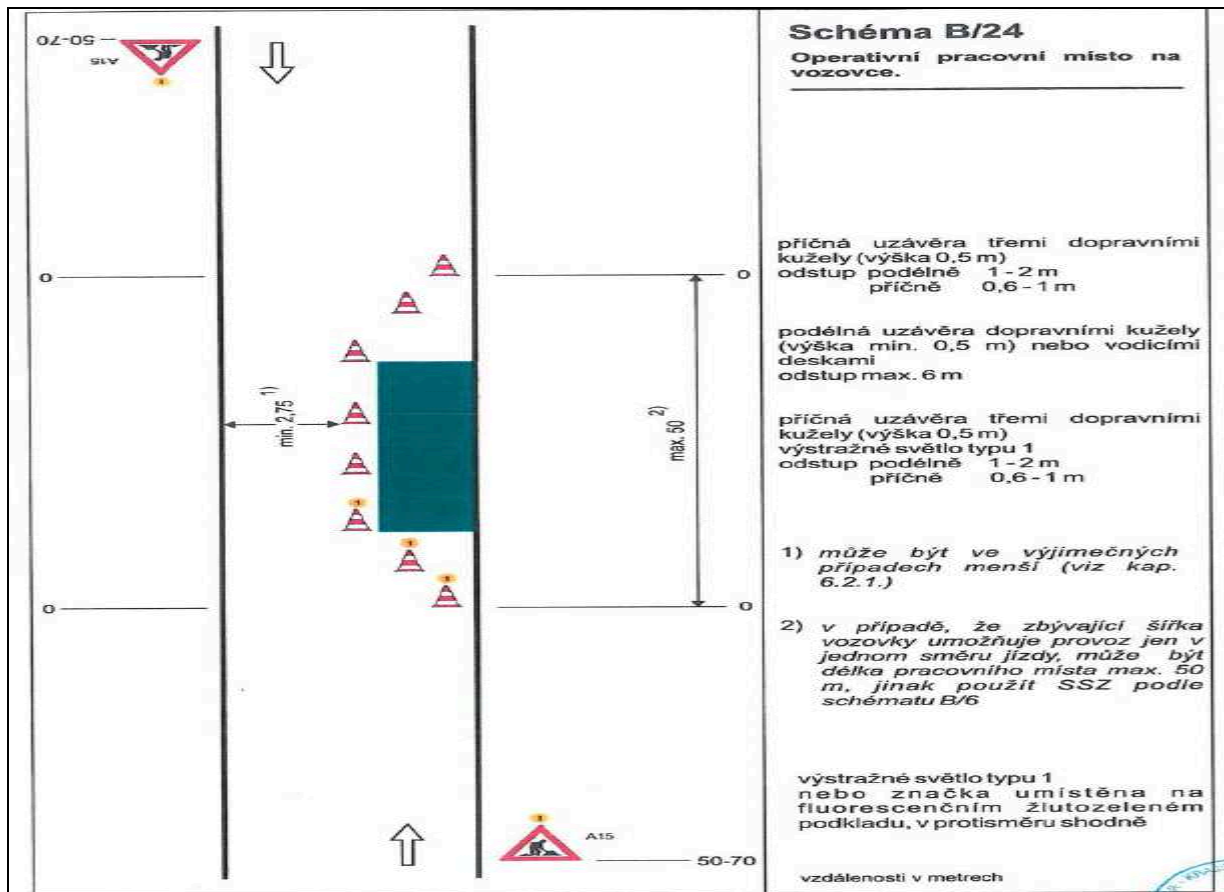 50-70
A15
Schéma B/24
Operativní pracovní místo na
vozovce.
0
0
min. 2,75 1)
max. 50 2)
příčná uzávěra třemi dopravními
kužely (výška 0,5 m)
odstup podélně 1 - 2 m
příčně 0,6 - 1 m
podélná uzávěra dopravními kužely
(výška min. 0,5 m) nebo vodicími
deskami
odstup max. 6 m
příčná uzávěra třemi dopravními
kužely (výška 0,5 m)
výstražné světlo typu 1
odstup podélně 1 - 2 m
příčně 0,6 - 1 m
1
1
1
0
0
1) může být ve výjimečných
případech menší (viz kap.
6.2.1.)
2) v případě, že zbývající šířka
vozovky umožňuje provoz jen v
jednom směru jízdy, může být
délka pracovního místa max. 50
m, jinak použít SSZ podle
schématu B/6
výstražné světlo typu 1
nebo značka umístěna na
fluorescenčním žlutozeleném
podkladu, v protisměru shodně
1
A15
50-70
vzdálenosti v metrech